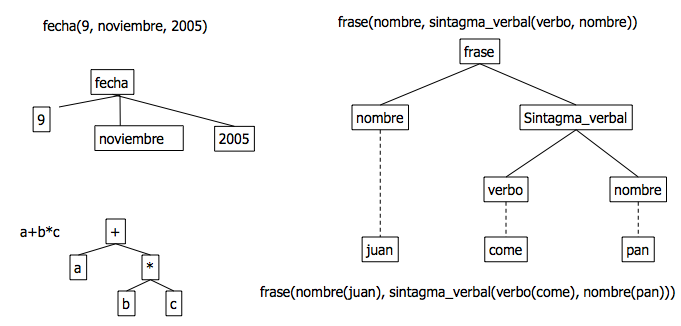 fecha(9, noviembre, 2005)
fecha
9
noviembre
2005
a+b*c
+
a
*
b
c
frase(nombre, sintagma_verbal(verbo, nombre))
frase
nombre
Sintagma_verbal
verbo
nombre
juan
come
pan
frase(nombre(juan), sintagma_verbal(verbo(come), nombre(pan)))